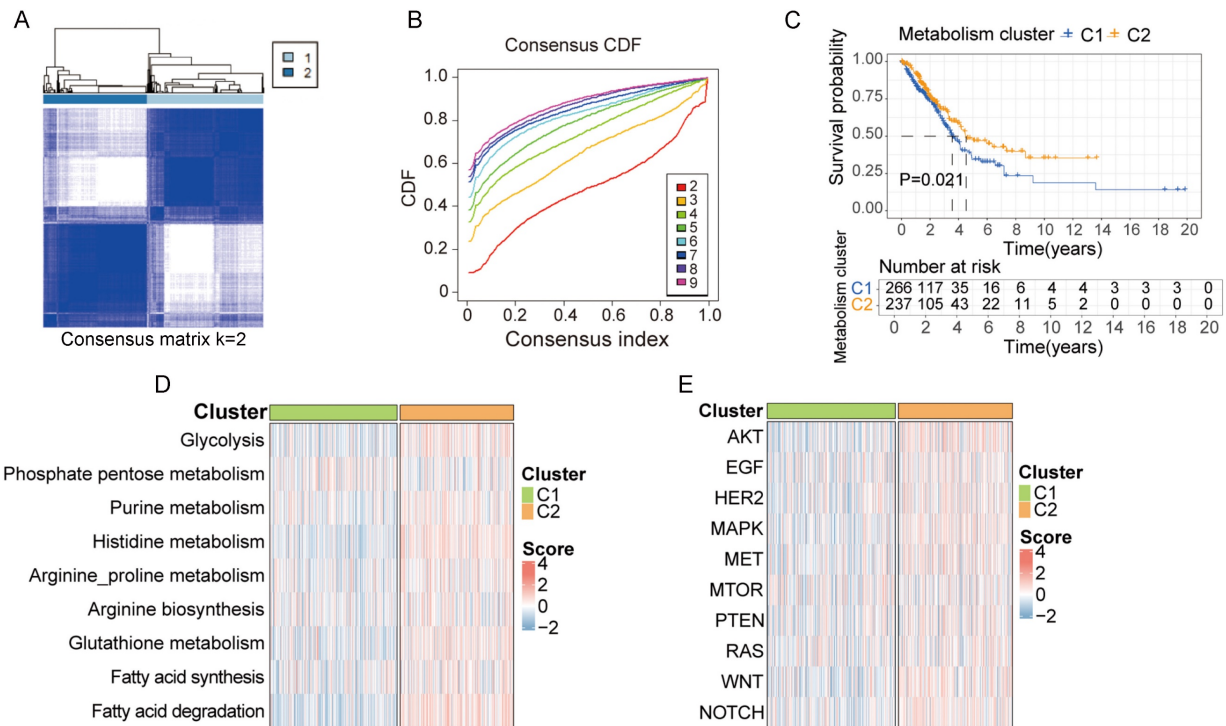 A
1
2
Consensus matrix k=2
B
Consensus CDF
CDF
1.0
0.8
0.6
0.4
0.2
0
0 0.2 0.4 0.6 0.8 1.0
Consensus index
2
3
4
5
6
7
8
9
C
Metabolism cluster C1 C2
Survival probability
1.00
0.75
0.50
0.25
0.00
P=0.021
0 2 4 6 8 10 12 14 16 18 20
Time(years)
Metabolism cluster
Number at risk
C1 266 117 35 16 6 4 4 3 3 3 0
C2 237 105 43 22 11 5 2 0 0 0 0
0 2 4 6 8 10 12 14 16 18 20
Time(years)
D
Cluster
Glycolysis
Phosphate pentose metabolism
Purine metabolism
Histidine metabolism
Arginine_proline metabolism
Arginine biosynthesis
Glutathione metabolism
Fatty acid synthesis
Fatty acid degradation
Cluster
C1
C2
Score
4
2
0
−2
E
Cluster
AKT
EGF
HER2
MAPK
MET
MTOR
PTEN
RAS
WNT
NOTCH
Cluster
C1
C2
Score
4
2
0
−2